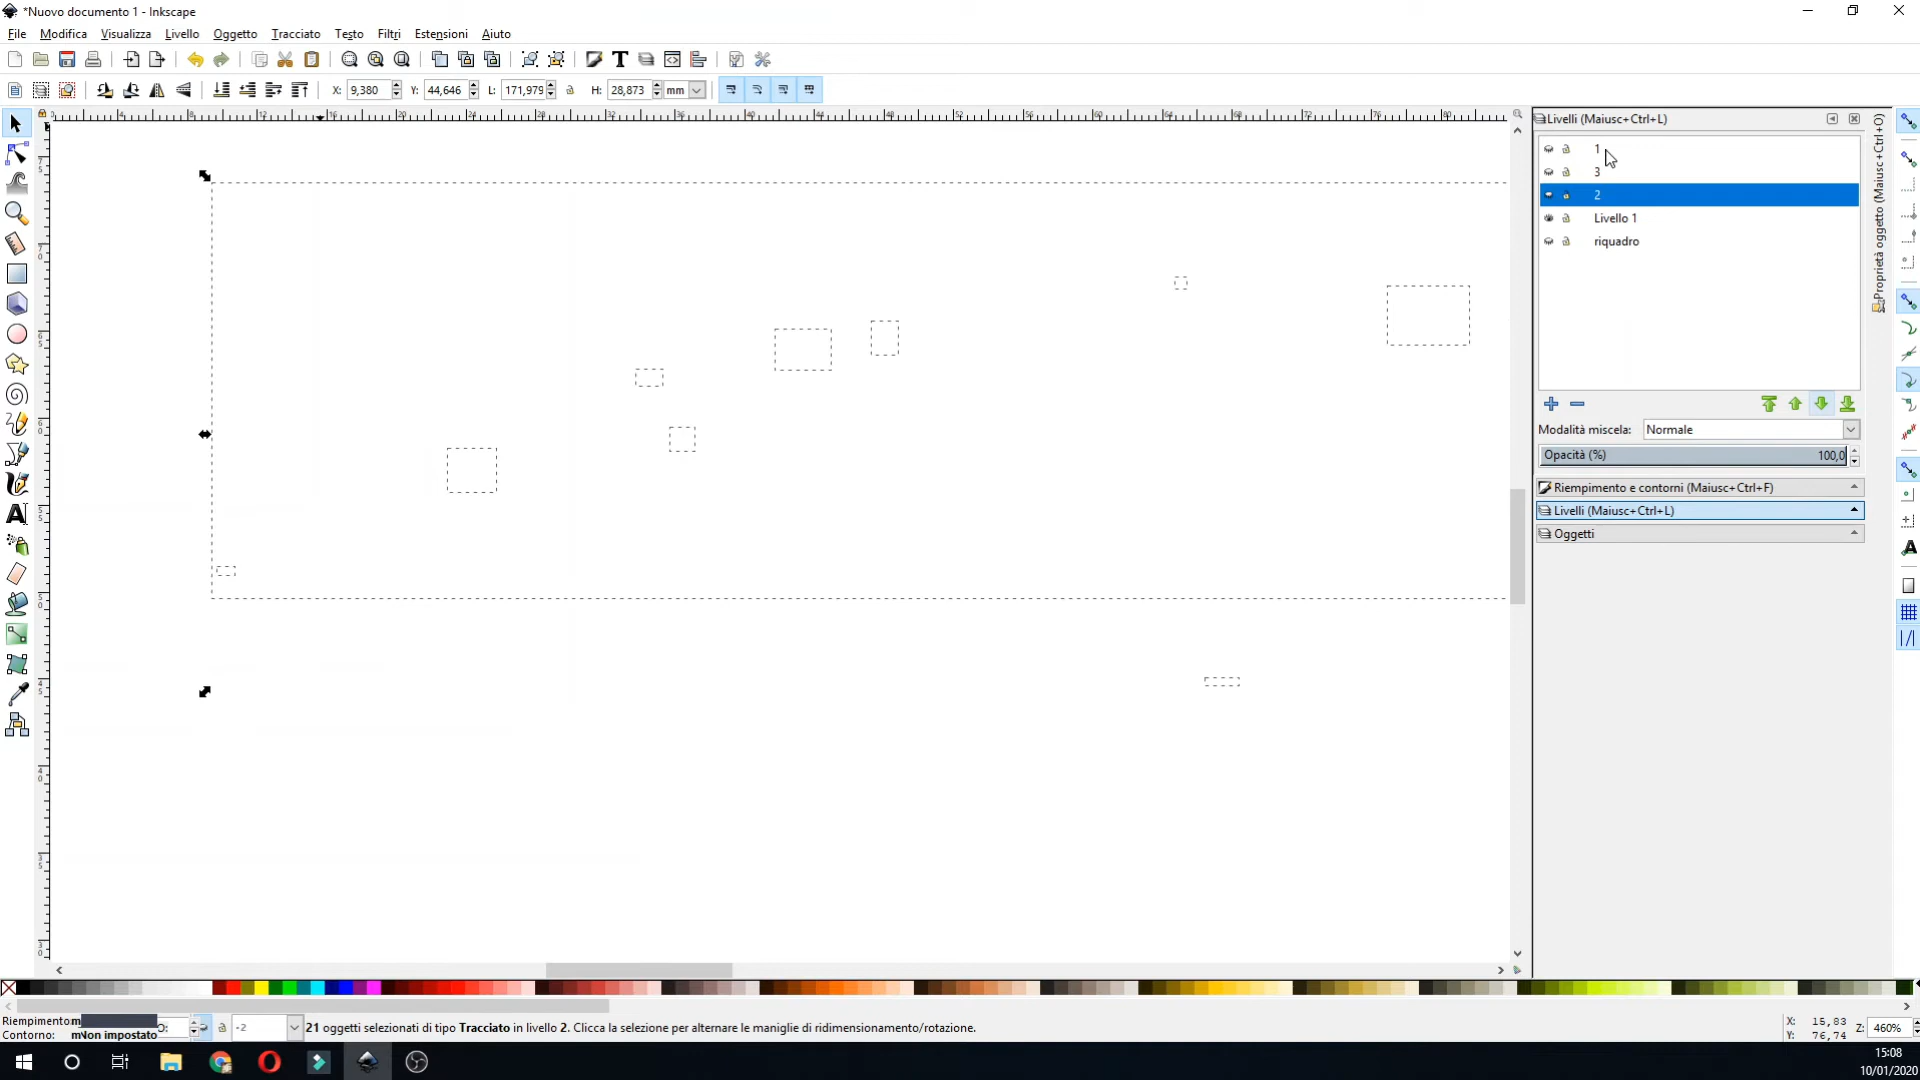 *Nuovo documento 1 - Inkscape
File Modifica Visualizza Livello Oggetto Tracciato Testo Filtri Estensioni Aiuto
X: 9,380 Y: 44,646 L: 171,979 H: 28,873 mm
Livelli (Maiusc+Ctrl+L)
1
3
2
Livello 1
riquadro
Proprietà oggetto (Maiusc+Ctrl+O)
Modalità miscela: Normale
Opacità (%) 100,0
Riempimento e contorni (Maiusc+Ctrl+F)
Livelli (Maiusc+Ctrl+L)
Oggetti
Riempimento: m O: -2 21 oggetti selezionati di tipo Tracciato in livello 2. Clicca la selezione per alternare le maniglie di ridimensionamento/rotazione. X: 15,83 Z: 460%
Contorno: mNon impostato Y: 76,74
15:08
10/01/2020